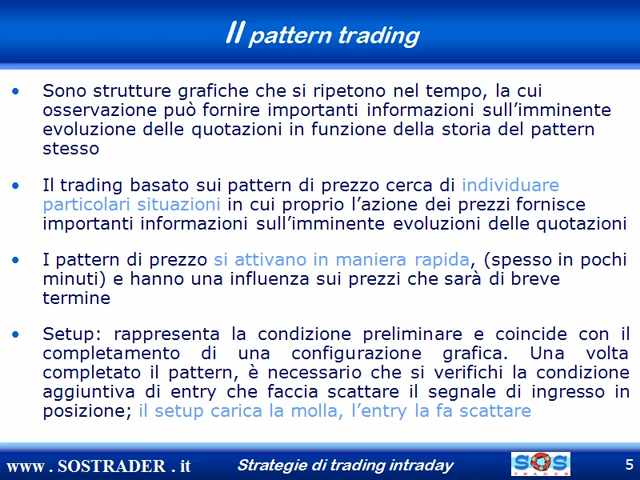 Il pattern trading
• Sono strutture grafiche che si ripetono nel tempo, la cui
osservazione può fornire importanti informazioni sull'imminente
evoluzione delle quotazioni in funzione della storia del pattern
stesso
• Il trading basato sui pattern di prezzo cerca di individuare
particolari situazioni in cui proprio l'azione dei prezzi fornisce
importanti informazioni sull'imminente evoluzioni delle quotazioni
• I pattern di prezzo si attivano in maniera rapida, (spesso in pochi
minuti) e hanno una influenza sui prezzi che sarà di breve
termine
• Setup: rappresenta la condizione preliminare e coincide con il
completamento di una configurazione grafica. Una volta
completato il pattern, è necessario che si verifichi la condizione
aggiuntiva di entry che faccia scattare il segnale di ingresso in
posizione; il setup carica la molla, l'entry la fa scattare
www . SOSTRADER . it
Strategie di trading intraday
SOS
TRADER
5